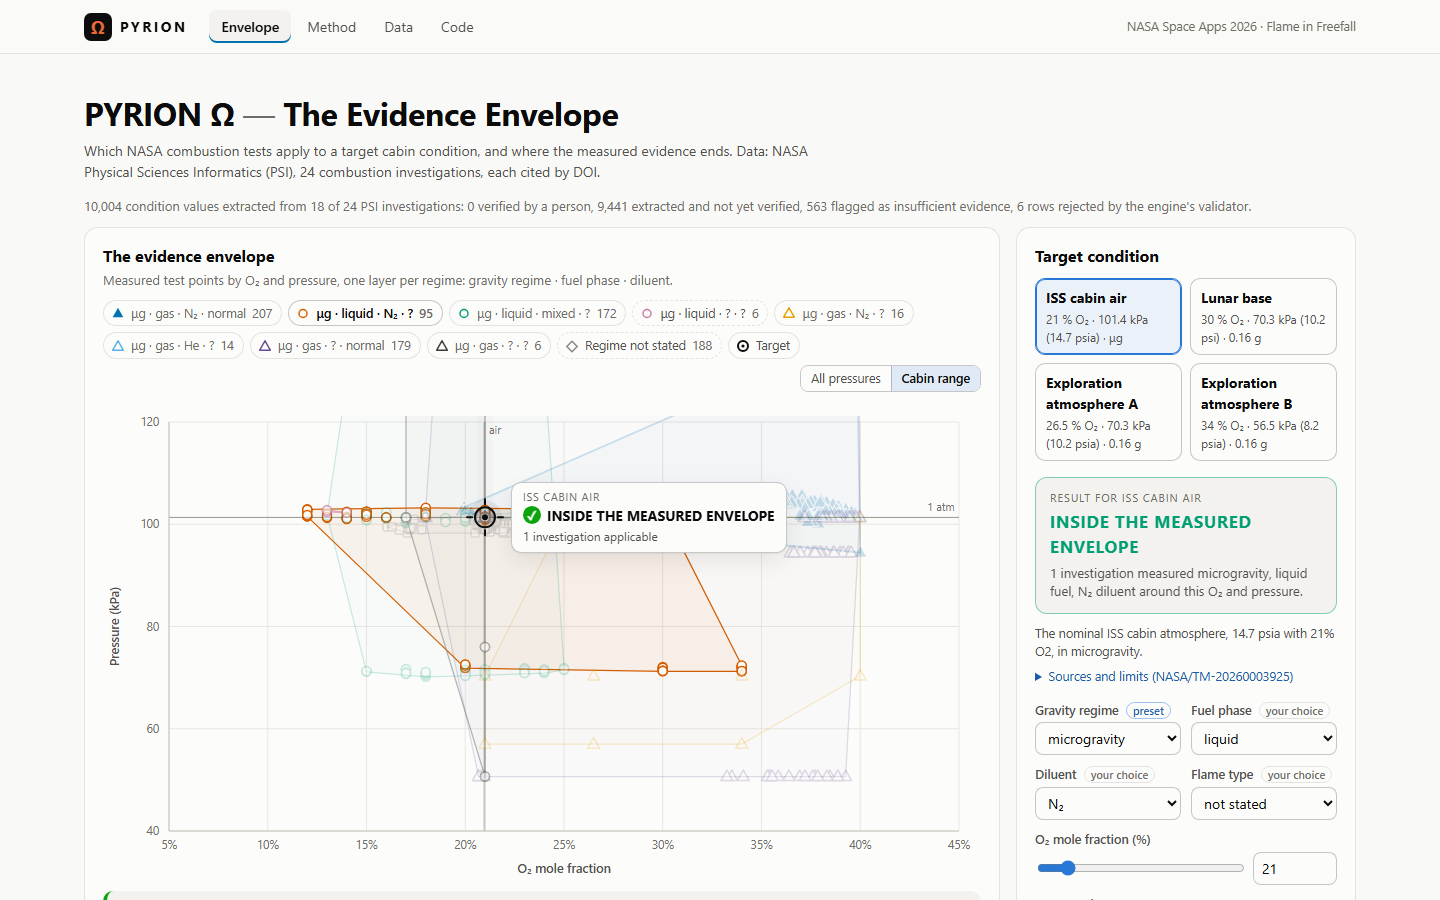 Ω PYRION Envelope Method Data Code NASA Space Apps 2026 · Flame in Freefall
PYRION Ω — The Evidence Envelope
Which NASA combustion tests apply to a target cabin condition, and where the measured evidence ends. Data: NASA
Physical Sciences Informatics (PSI), 24 combustion investigations, each cited by DOI.
10,004 condition values extracted from 18 of 24 PSI investigations: 0 verified by a person, 9,441 extracted and not yet verified, 563 flagged as insufficient evidence, 6 rows rejected by the engine's validator.
The evidence envelope
Measured test points by O₂ and pressure, one layer per regime: gravity regime · fuel phase · diluent.
µg · gas · N₂ · normal 207
µg · liquid · N₂ · ? 95
µg · liquid · mixed · ? 172
µg · liquid · ? · ? 6
µg · gas · N₂ · ? 16
µg · gas · He · ? 14
µg · gas · ? · normal 179
µg · gas · ? · ? 6
Regime not stated 188
Target
All pressures
Cabin range
120
100
80
60
40
Pressure (kPa)
air
1 atm
ISS CABIN AIR
INSIDE THE MEASURED ENVELOPE
1 investigation applicable
5% 10% 15% 20% 25% 30% 35% 40% 45%
O₂ mole fraction
Target condition
ISS cabin air
21 % O₂ · 101.4 kPa
(14.7 psia) · µg
Lunar base
30 % O₂ · 70.3 kPa (10.2
psi) · 0.16 g
Exploration
atmosphere A
26.5 % O₂ · 70.3 kPa
(10.2 psia) · 0.16 g
Exploration
atmosphere B
34 % O₂ · 56.5 kPa (8.2
psia) · 0.16 g
RESULT FOR ISS CABIN AIR
INSIDE THE MEASURED
ENVELOPE
1 investigation measured microgravity, liquid
fuel, N₂ diluent around this O₂ and pressure.
The nominal ISS cabin atmosphere, 14.7 psia with 21%
O2, in microgravity.
Sources and limits (NASA/TM-20260003925)
Gravity regime preset
microgravity
Fuel phase your choice
liquid
Diluent your choice
N₂
Flame type your choice
not stated
O₂ mole fraction (%)
21